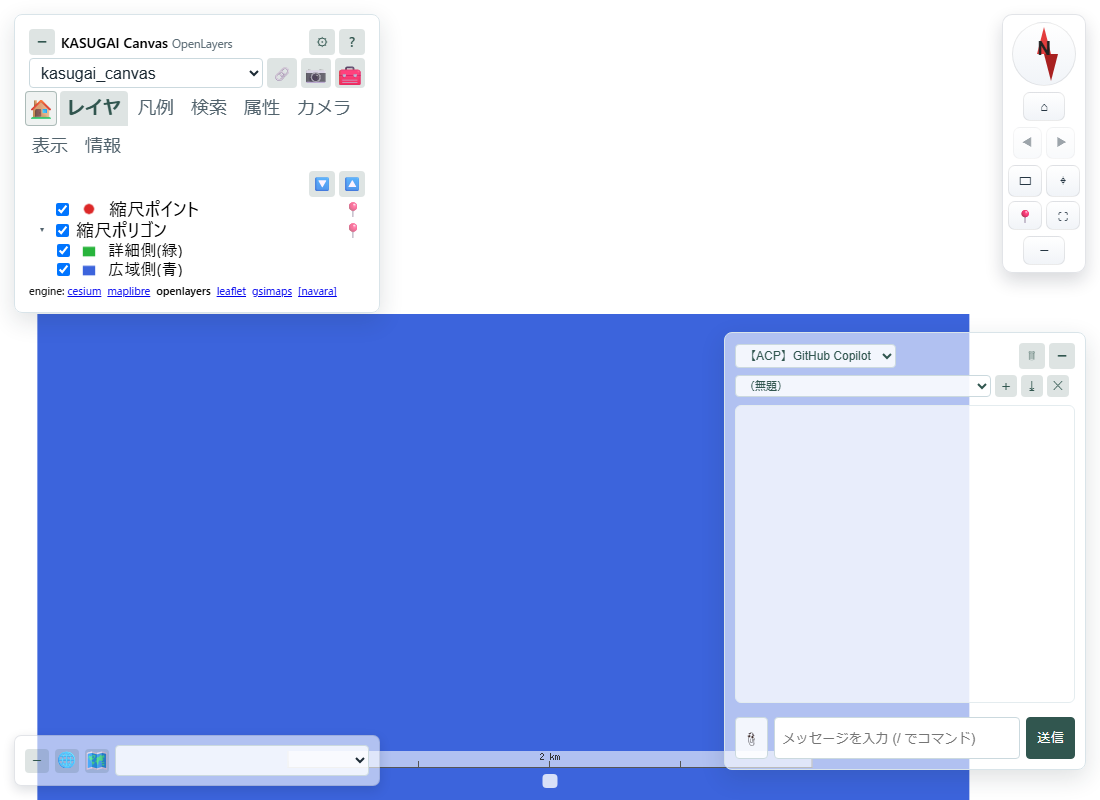 KASUGAI Canvas OpenLayers
?
kasugai_canvas
レイヤ 凡例 検索 属性 カメラ
表示 情報
縮尺ポイント
縮尺ポリゴン
詳細側(緑)
広域側(青)
engine: cesium maplibre openlayers leaflet gsimaps [navara]
N
【ACP】GitHub Copilot
（無題）
メッセージを入力 (/ でコマンド)
送信
2 km